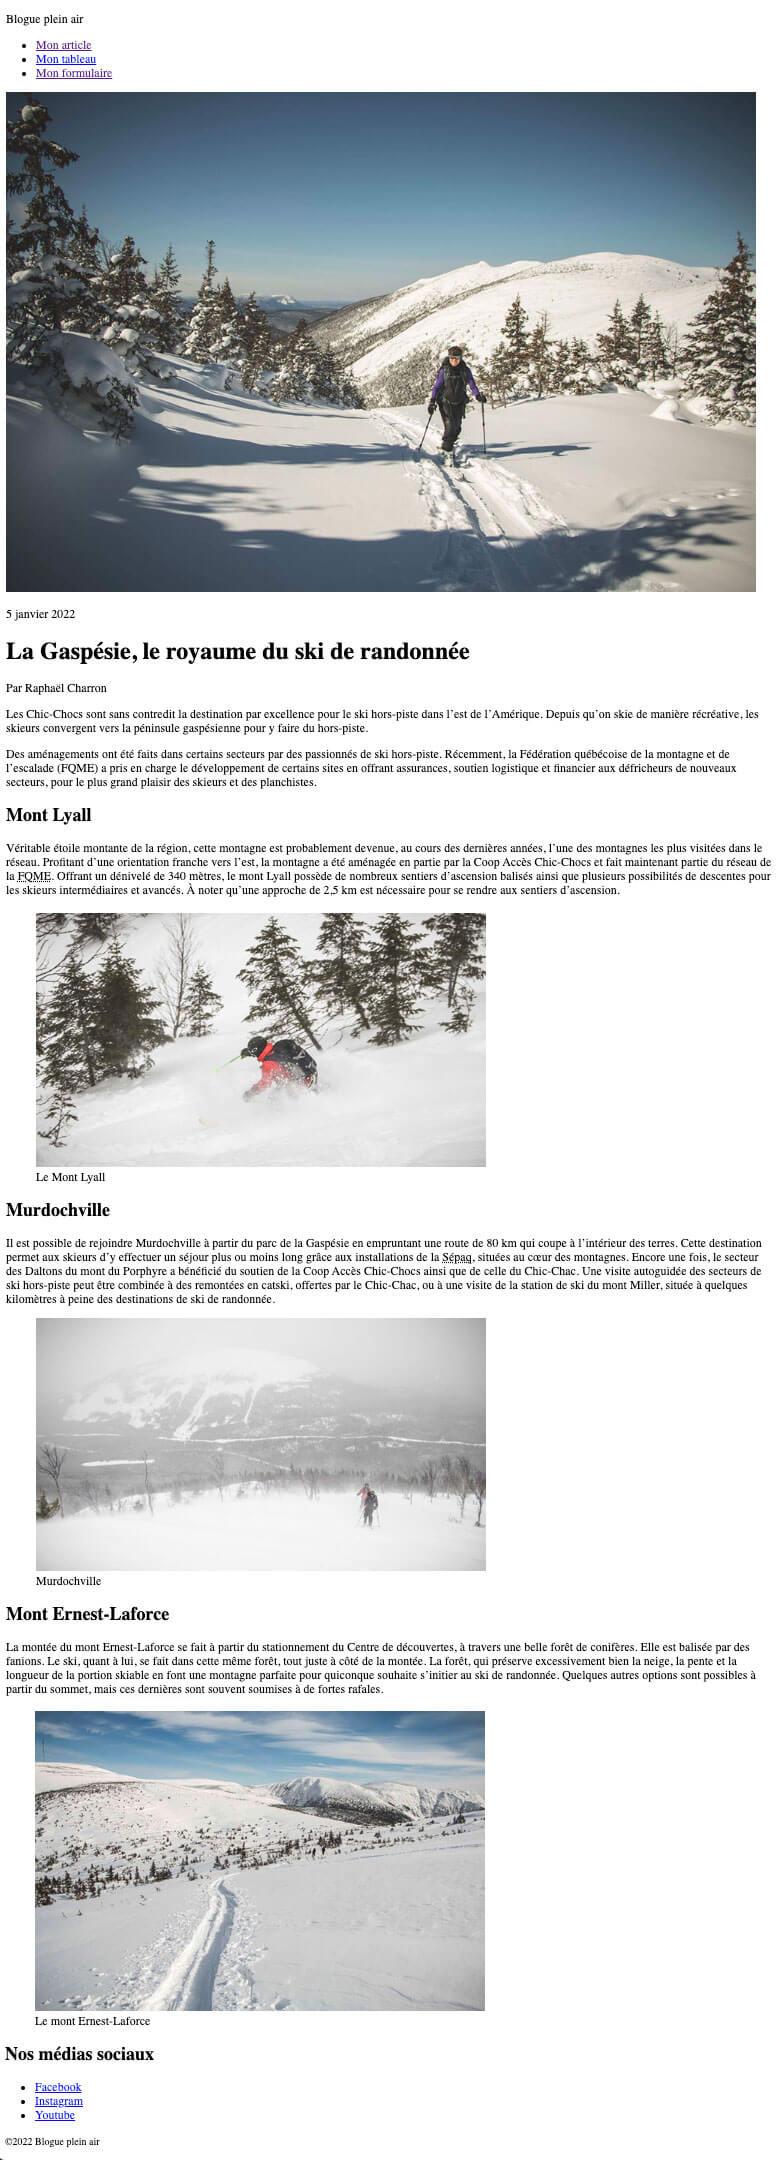 Blogue plein air
Mon article
Mon tableau
Mon formulaire
5 janvier 2022
La Gaspésie, le royaume du ski de randonnée
Par Raphaël Charron
Les Chic-Chocs sont sans contredit la destination par excellence pour le ski hors-piste dans l’est de l’Amérique. Depuis qu’on skie de manière récréative, les
skieurs convergent vers la péninsule gaspésienne pour y faire du hors-piste.
Des aménagements ont été faits dans certains secteurs par des passionnés de ski hors-piste. Récemment, la Fédération québécoise de la montagne et de
l’escalade (FQME) a pris en charge le développement de certains sites en offrant assurances, soutien logistique et financier aux défricheurs de nouveaux
secteurs, pour le plus grand plaisir des skieurs et des planchistes.
Mont Lyall
Véritable étoile montante de la région, cette montagne est probablement devenue, au cours des dernières années, l’une des montagnes les plus visitées dans le
réseau. Profitant d’une orientation franche vers l’est, la montagne a été aménagée en partie par la Coop Accès Chic-Chocs et fait maintenant partie du réseau de
la FQME. Offrant un dénivelé de 340 mètres, le mont Lyall possède de nombreux sentiers d’ascension balisés ainsi que plusieurs possibilités de descentes pour
les skieurs intermédiaires et avancés. À noter qu’une approche de 2,5 km est nécessaire pour se rendre aux sentiers d’ascension.
Le Mont Lyall
Murdochville
Il est possible de rejoindre Murdochville à partir du parc de la Gaspésie en empruntant une route de 80 km qui coupe à l’intérieur des terres. Cette destination
permet aux skieurs d’y effectuer un séjour plus ou moins long grâce aux installations de la Sépaq, situées au cœur des montagnes. Encore une fois, le secteur
des Daltons du mont du Porphyre a bénéficié du soutien de la Coop Accès Chic-Chocs ainsi que de celle du Chic-Chac. Une visite autoguidée des secteurs de
ski hors-piste peut être combinée à des remontées en catski, offertes par le Chic-Chac, ou à une visite de la station de ski du mont Miller, située à quelques
kilomètres à peine des destinations de ski de randonnée.
Murdochville
Mont Ernest-Laforce
La montée du mont Ernest-Laforce se fait à partir du stationnement du Centre de découvertes, à travers une belle forêt de conifères. Elle est balisée par des
fanions. Le ski, quant à lui, se fait dans cette même forêt, tout juste à côté de la montée. La forêt, qui préserve excessivement bien la neige, la pente et la
longueur de la portion skiable en font une montagne parfaite pour quiconque souhaite s’initier au ski de randonnée. Quelques autres options sont possibles à
partir du sommet, mais ces dernières sont souvent soumises à de fortes rafales.
Le mont Ernest-Laforce
Nos médias sociaux
Facebook
Instagram
Youtube
©2022 Blogue plein air